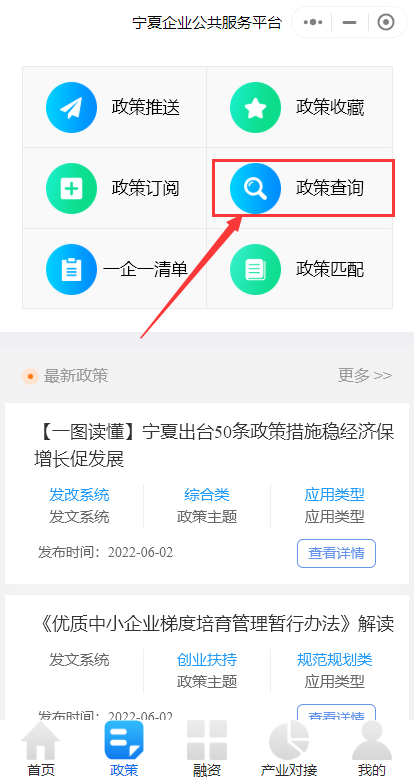 宁夏企业公共服务平台
政策推送 政策收藏
政策订阅 政策查询
一企一清单 政策匹配
最新政策 更多 >>
【一图读懂】宁夏出台50条政策措施稳经济保
增长促发展
发改系统 综合类 应用类型
发文系统 政策主题 应用类型
发布时间：2022-06-02 查看详情
《优质中小企业梯度培育管理暂行办法》解读
发文系统 创业扶持 规范规划类
政策主题 应用类型
发布时间：2022-06-02 查看详情
首页 政策 融资 产业对接 我的